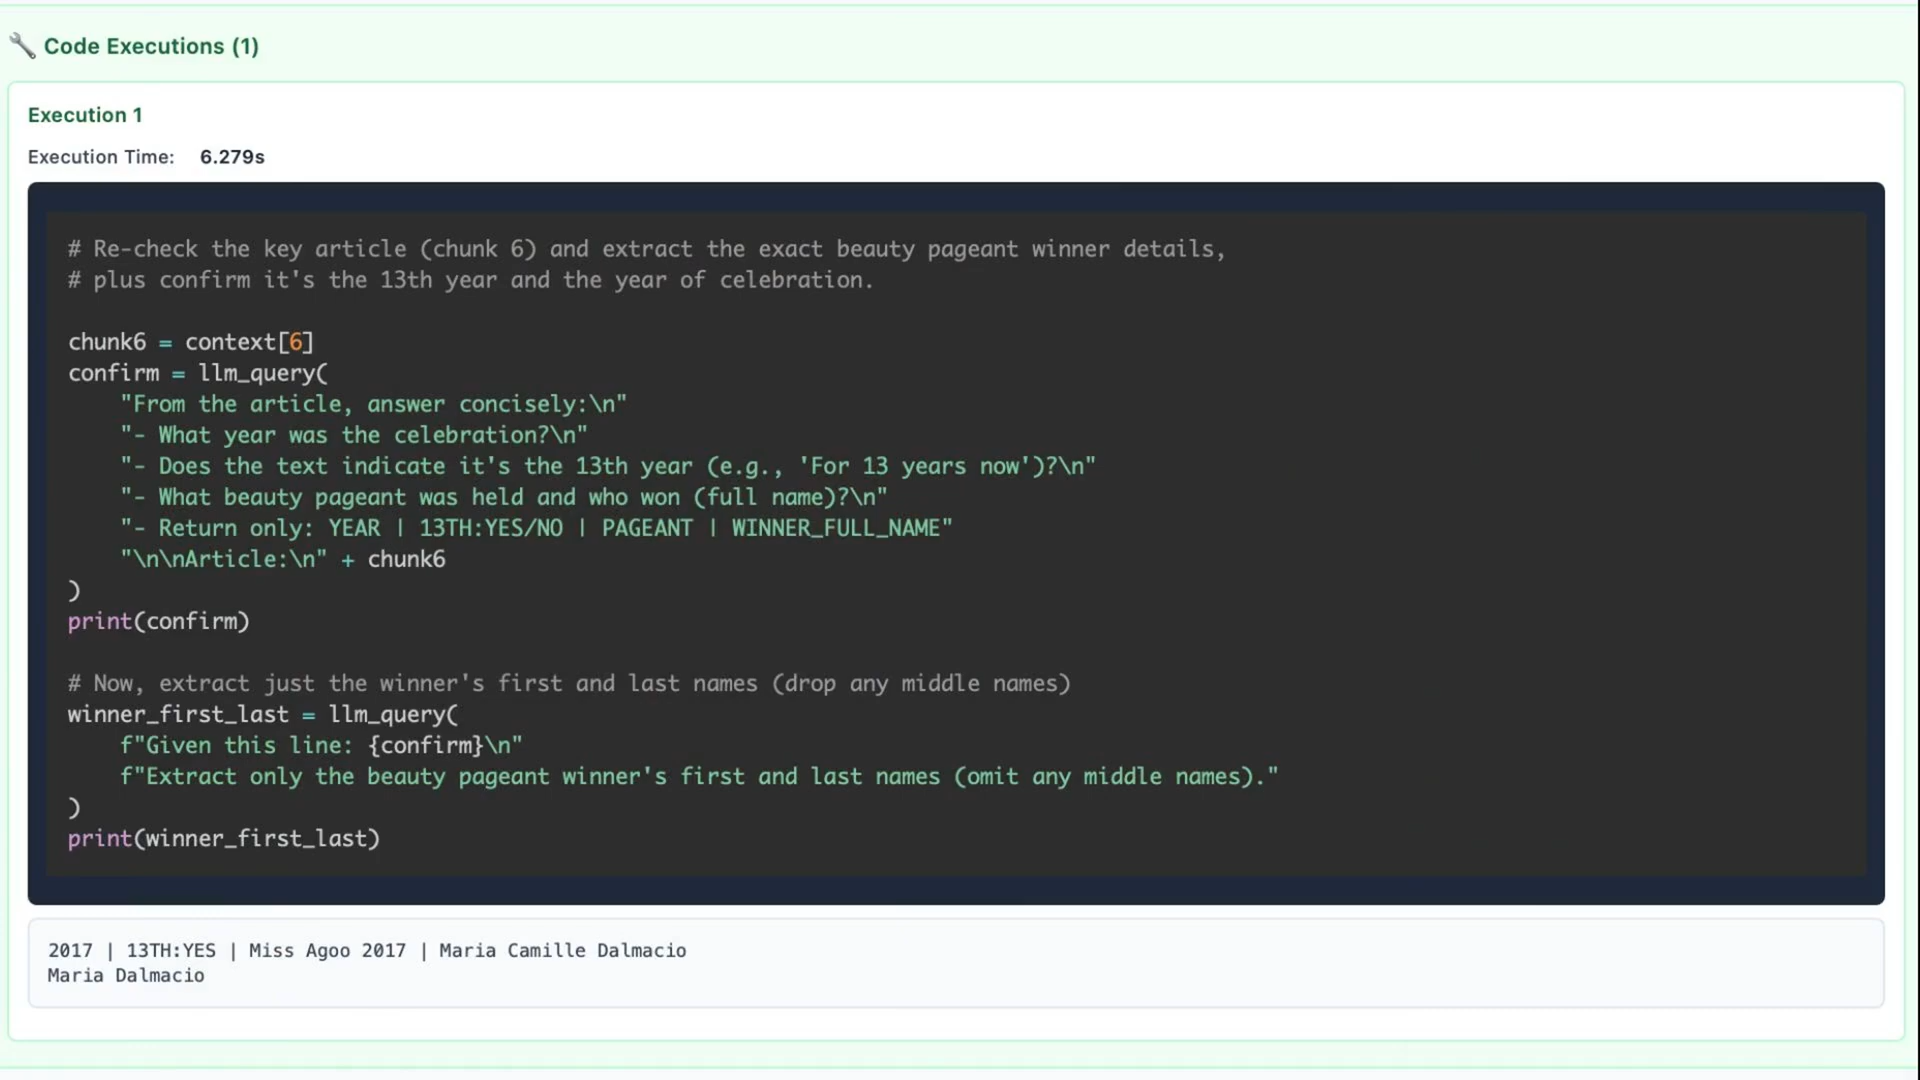 🔧 Code Executions (1)
Execution 1
Execution Time: 6.279s
# Re-check the key article (chunk 6) and extract the exact beauty pageant winner details,
# plus confirm it's the 13th year and the year of celebration.
chunk6 = context[6]
confirm = llm_query(
    "From the article, answer concisely:\n"
    "- What year was the celebration?\n"
    "- Does the text indicate it's the 13th year (e.g., 'For 13 years now')?\n"
    "- What beauty pageant was held and who won (full name)?\n"
    "- Return only: YEAR | 13TH:YES/NO | PAGEANT | WINNER_FULL_NAME"
    "\n\nArticle:\n" + chunk6
)
print(confirm)
# Now, extract just the winner's first and last names (drop any middle names)
winner_first_last = llm_query(
    f"Given this line: {confirm}\n"
    f"Extract only the beauty pageant winner's first and last names (omit any middle names)."
)
print(winner_first_last)
2017 | 13TH:YES | Miss Agoo 2017 | Maria Camille Dalmacio
Maria Dalmacio